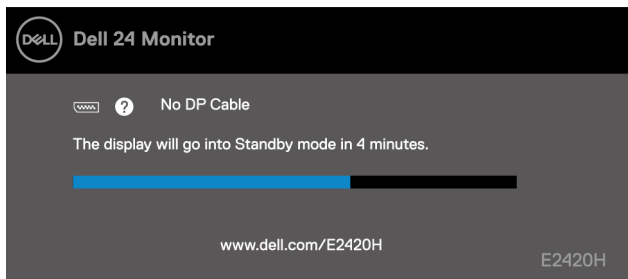 DELL Dell 24 Monitor
No DP Cable
The display will go into Standby mode in 4 minutes.
www.dell.com/E2420H
E2420H